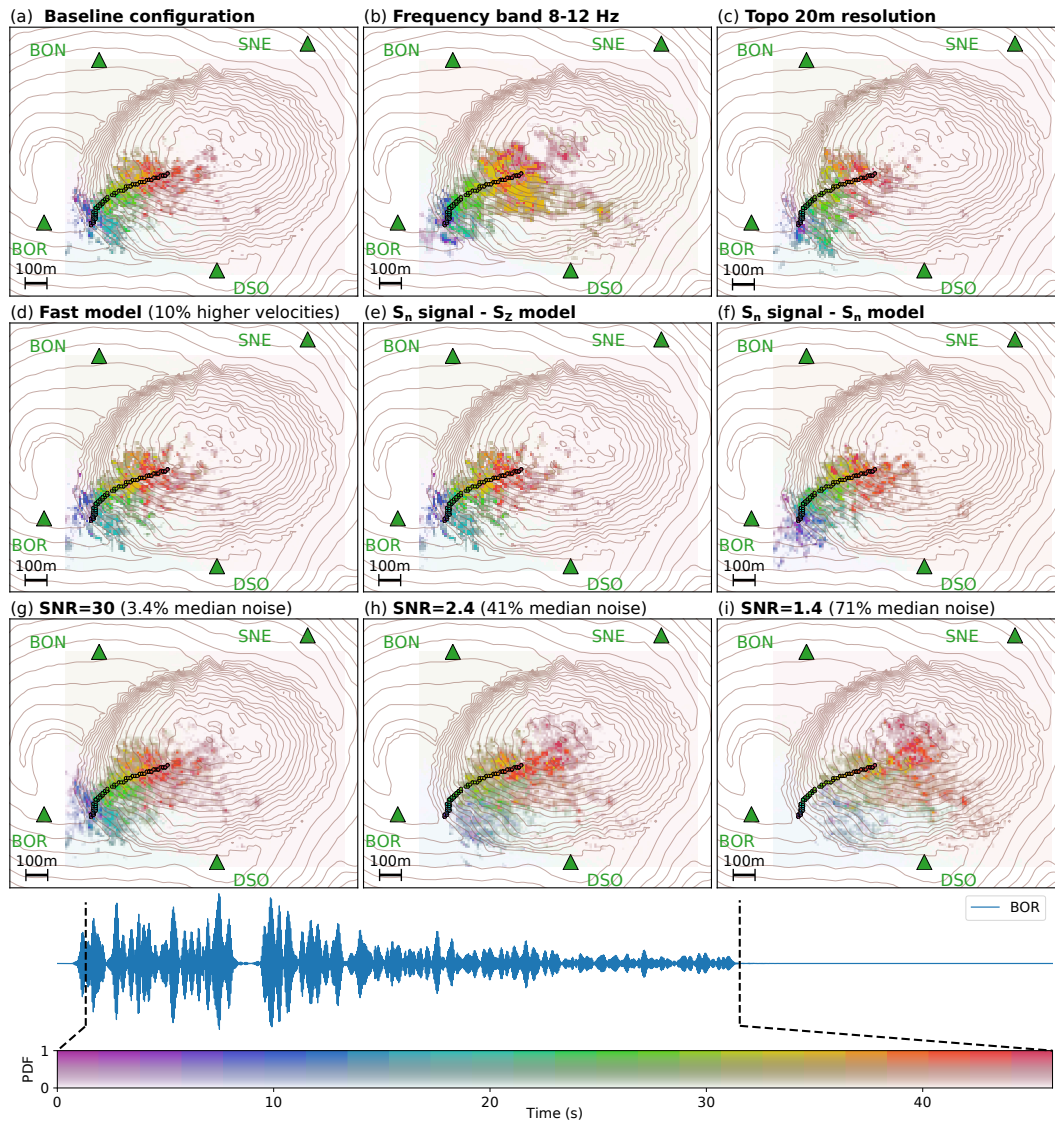 (a) Baseline configuration
(b) Frequency band 8-12 Hz
(c) Topo 20m resolution
BON
SNE
BOR
DSO
100m
BON
SNE
BOR
DSO
100m
BON
SNE
BOR
DSO
100m
(d) Fast model (10% higher velocities)
(e) Sn signal - SZ model
(f) Sn signal - Sn model
BON
SNE
BOR
DSO
100m
BON
SNE
BOR
DSO
100m
BON
SNE
BOR
DSO
100m
(g) SNR=30 (3.4% median noise)
(h) SNR=2.4 (41% median noise)
(i) SNR=1.4 (71% median noise)
BON
SNE
BOR
DSO
100m
BON
SNE
BOR
DSO
100m
BON
SNE
BOR
DSO
100m
BOR
PDF
1
0
0
10
20
30
40
Time (s)